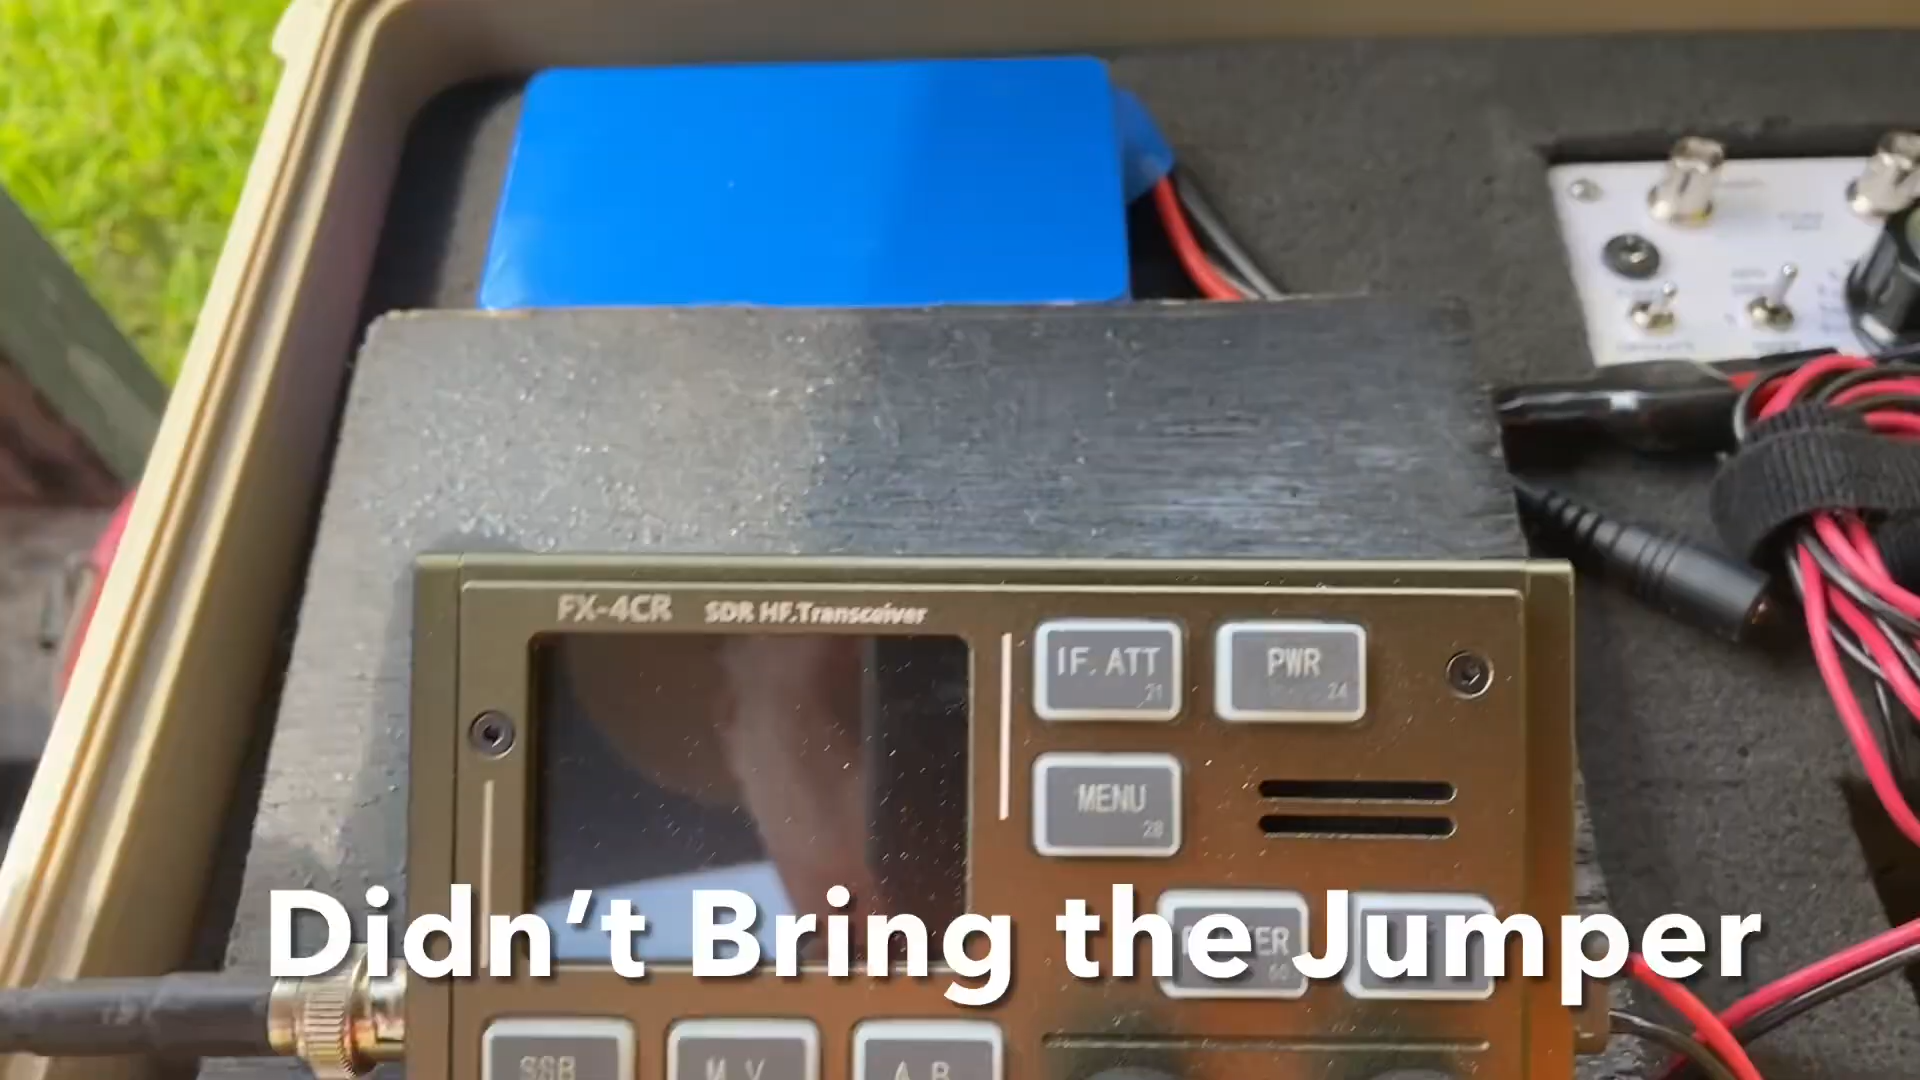 FX-4CR SDR HF.Transceiver
IF. ATT
21
PWR
24
MENU
28
Didn't Bring the Jumper
SSB
M.V
A.B